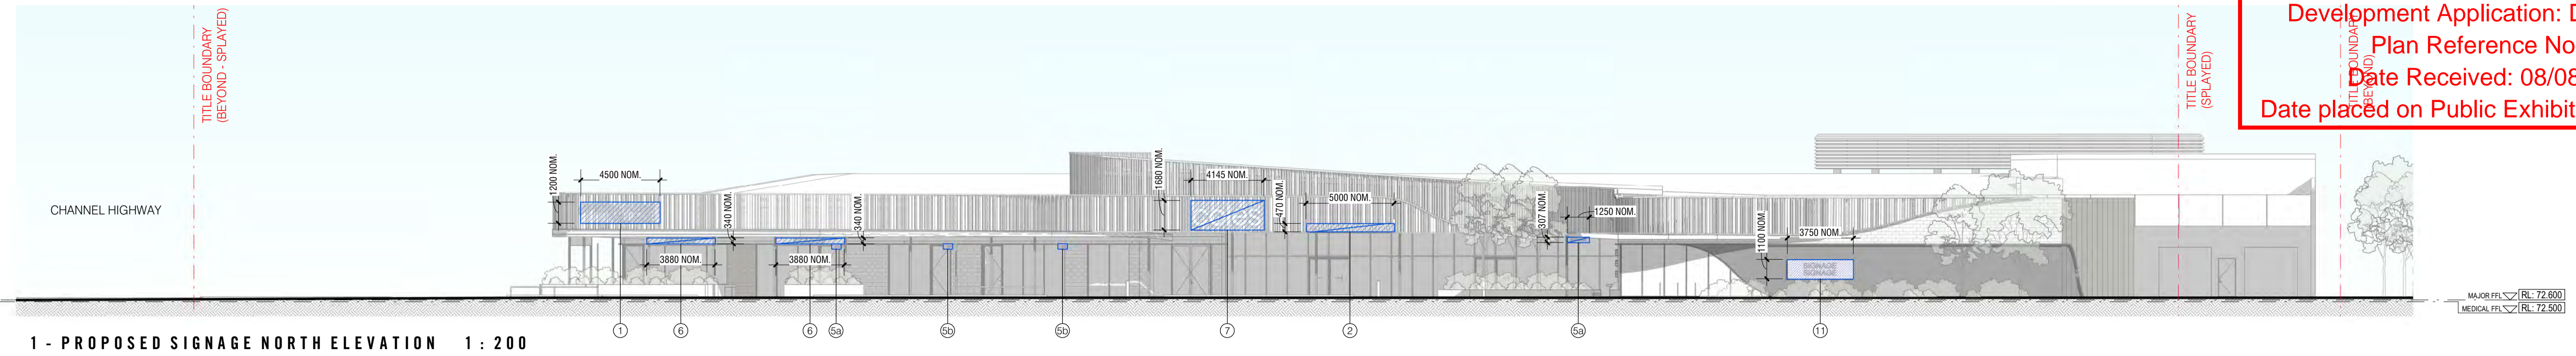 Development Application: D
Plan Reference No
Date Received: 08/08
Date placed on Public Exhibit
TITLE BOUNDARY
(BEYOND - SPLAYED)
TITLE BOUNDARY
(SPLAYED)
TITLE BOUNDARY
(BEYOND)
CHANNEL HIGHWAY
1200 NOM.
4500 NOM.
340 NOM.
3880 NOM.
340 NOM.
3880 NOM.
1680 NOM.
4145 NOM.
470 NOM.
5000 NOM.
307 NOM.
1250 NOM.
1100 NOM.
3750 NOM.
SIGNAGE
SIGNAGE
COLES
MAJOR FFL RL: 72.600
MEDICAL FFL RL: 72.500
1 6 6 5a 5b 5b 7 2 5a 11
1 - PROPOSED SIGNAGE NORTH ELEVATION 1 : 200